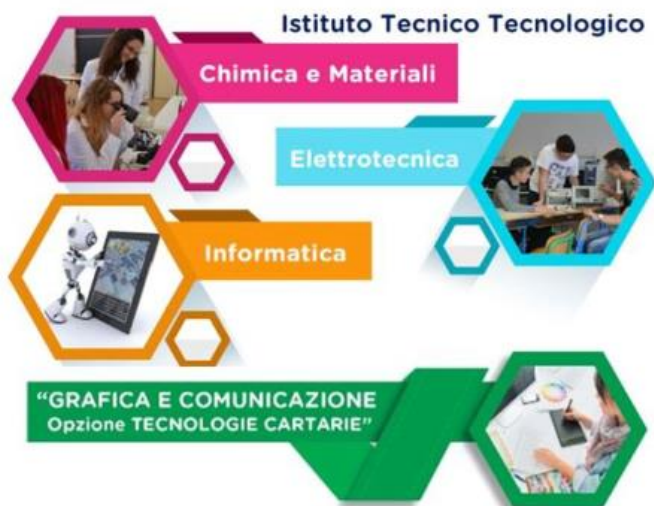 Istituto Tecnico Tecnologico
Chimica e Materiali
Elettrotecnica
Informatica
“GRAFICA E COMUNICAZIONE
Opzione TECNOLOGIE CARTARIE”